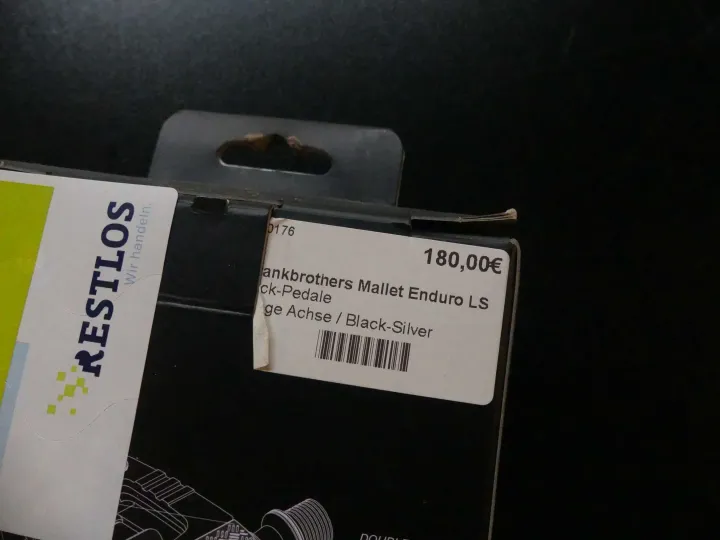 RESTLOS
Wir handeln.
0176
180,00€
ankbrothers Mallet Enduro LS
ck-Pedale
ge Achse / Black-Silver